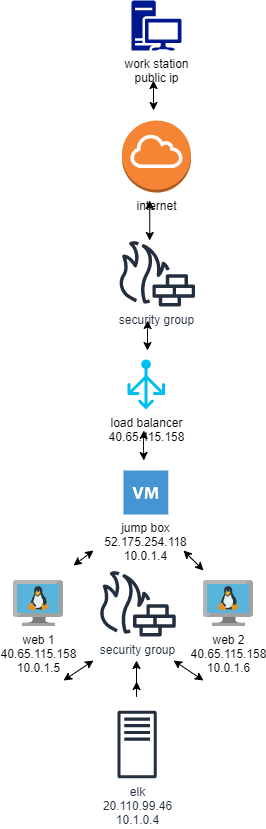 work station
public ip
internet
security group
load balancer
40.65.115.158
VM
jump box
52.175.254.118
10.0.1.4
web 1
40.65.115.158
10.0.1.5
security group
web 2
40.65.115.158
10.0.1.6
elk
20.110.99.46
10.1.0.4